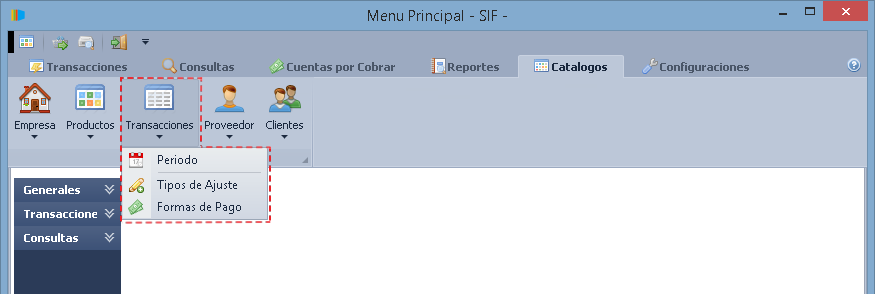 Menu Principal - SIF -
Transacciones Consultas Cuentas por Cobrar Reportes Catalogos Configuraciones
Empresa Productos Transacciones Proveedor Clientes
Periodo
Tipos de Ajuste
Formas de Pago
Generales
Transaccione
Consultas